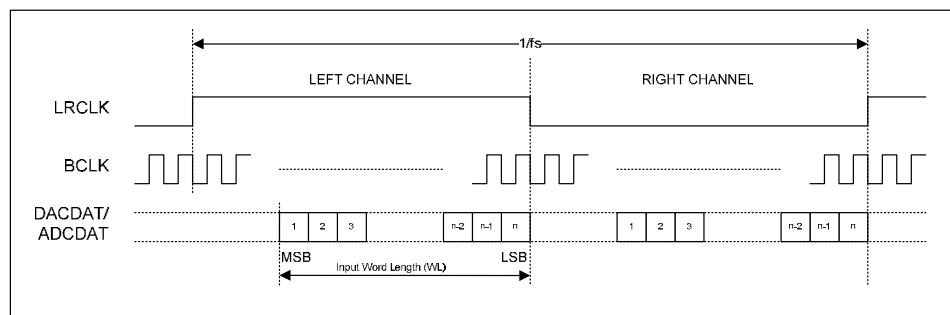 1/fs
LEFT CHANNEL RIGHT CHANNEL
LRCLK
BCLK
DACDAT/
ADCDAT
1 2 3 n-2 n-1 n 1 2 3 n-2 n-1 n
MSB LSB
Input Word Length (WL)